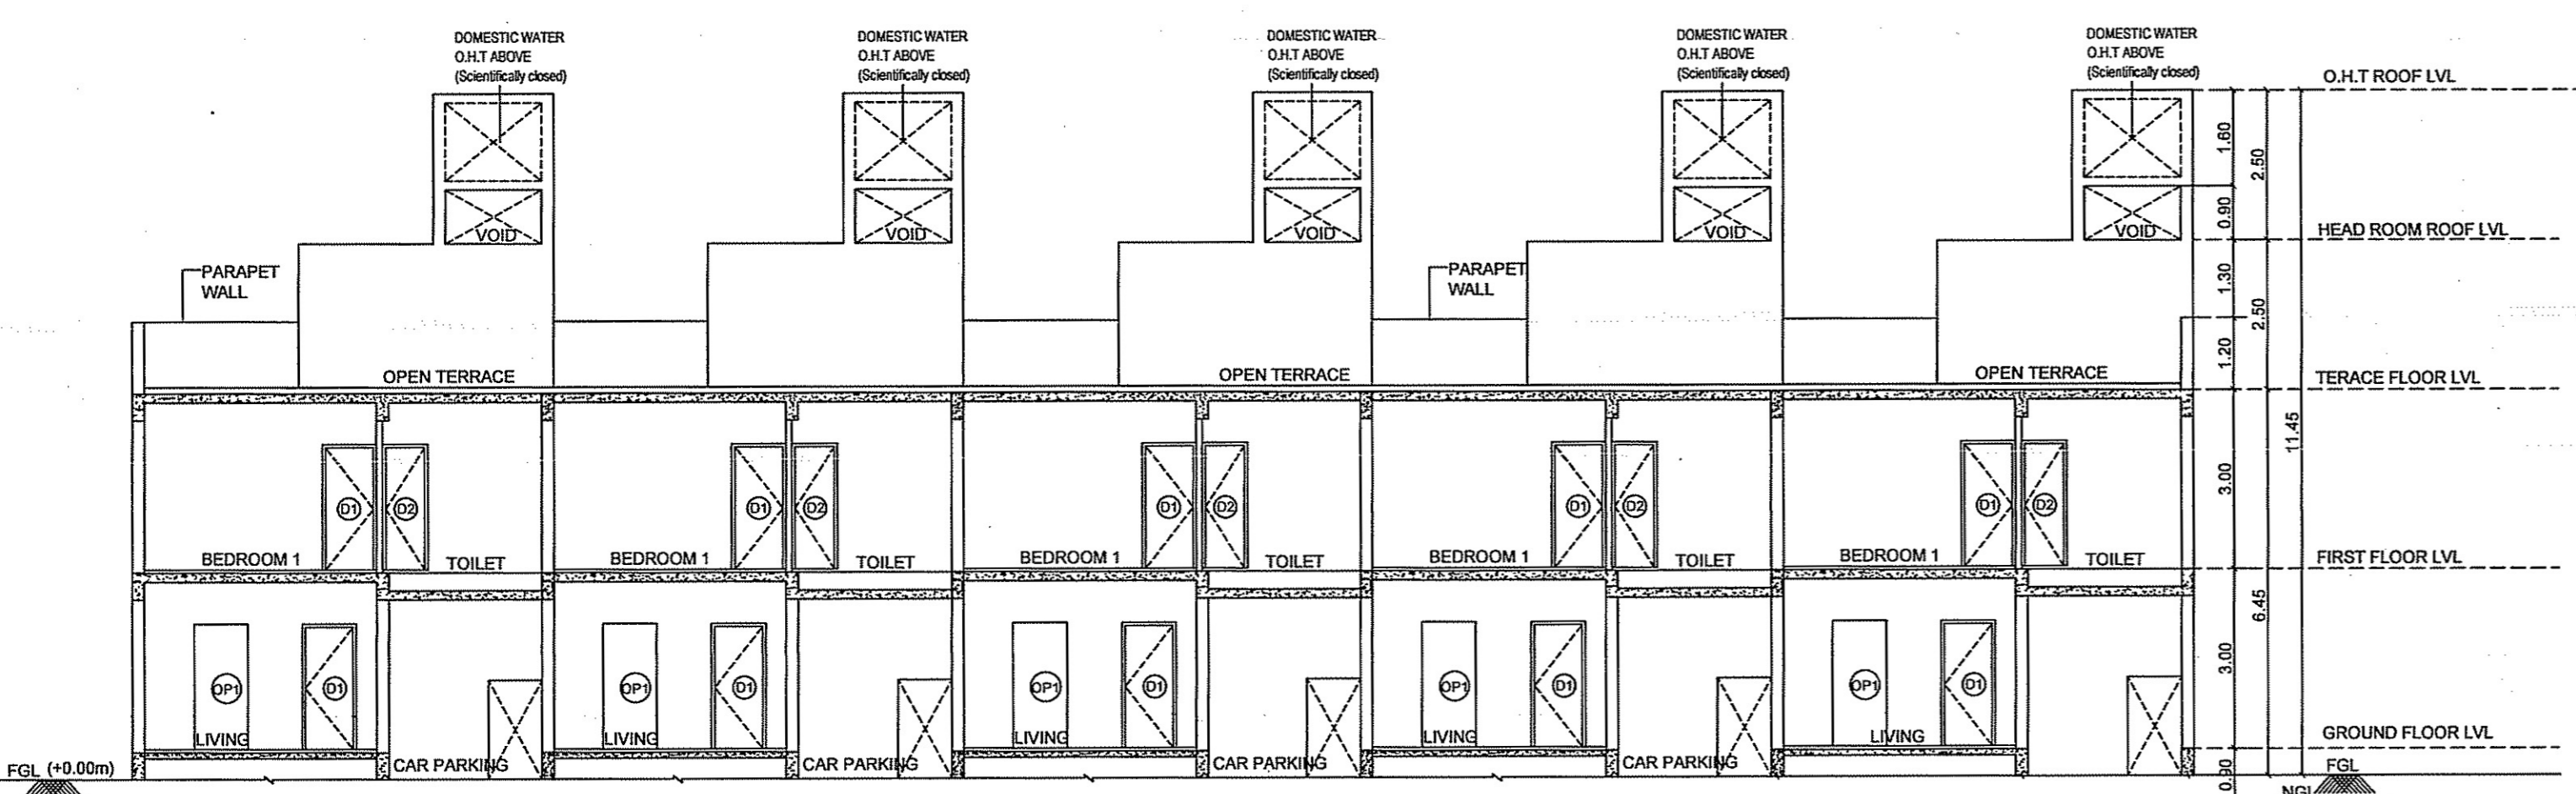 DOMESTIC WATER
O.H.T ABOVE
(Scientifically closed)
DOMESTIC WATER
O.H.T ABOVE
(Scientifically closed)
DOMESTIC WATER
O.H.T ABOVE
(Scientifically closed)
DOMESTIC WATER
O.H.T ABOVE
(Scientifically closed)
DOMESTIC WATER
O.H.T ABOVE
(Scientifically closed)
O.H.T ROOF LVL
1.60
2.50
0.90
VOID
VOID
VOID
VOID
VOID
HEAD ROOM ROOF LVL
PARAPET
WALL
PARAPET
WALL
1.30
2.50
1.20
OPEN TERRACE
OPEN TERRACE
OPEN TERRACE
TERACE FLOOR LVL
11.45
3.00
D1
D2
D1
D2
D1
D2
D1
D2
D1
D2
BEDROOM 1
TOILET
BEDROOM 1
TOILET
BEDROOM 1
TOILET
BEDROOM 1
TOILET
BEDROOM 1
TOILET
FIRST FLOOR LVL
6.45
3.00
OP1
D1
OP1
D1
OP1
D1
OP1
D1
OP1
D1
LIVING
LIVING
LIVING
LIVING
LIVING
GROUND FLOOR LVL
FGL (+0.00m)
CAR PARKING
CAR PARKING
CAR PARKING
CAR PARKING
FGL
0.90
NGL